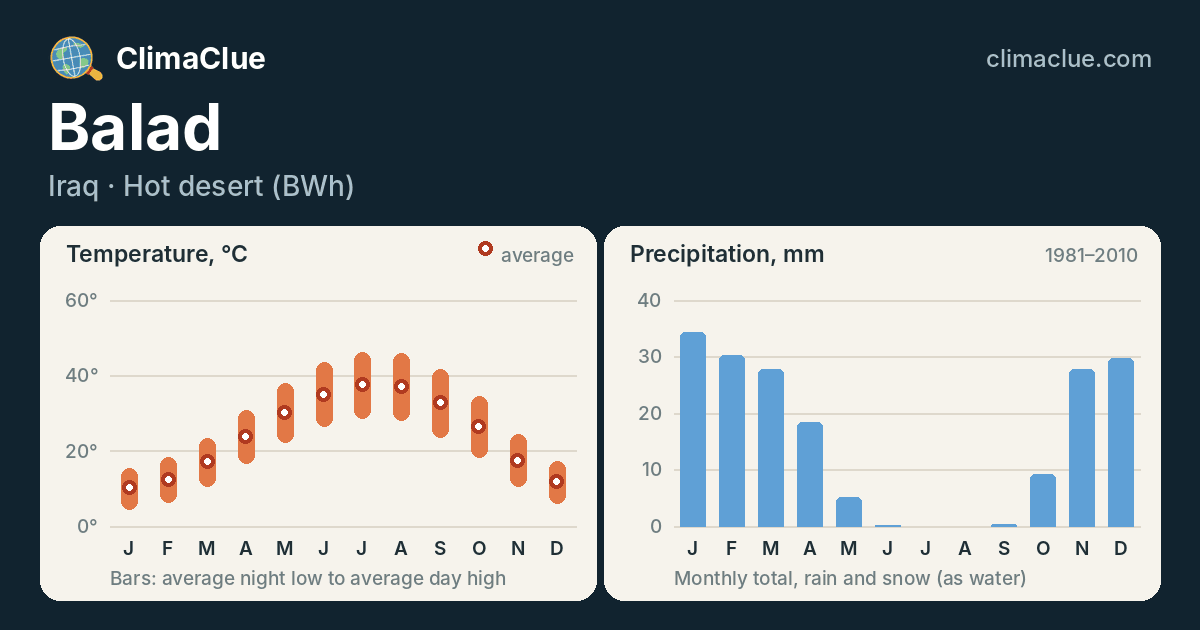 ClimaClue
climaclue.com
Balad
Iraq · Hot desert (BWh)
Temperature, °C
average
60°
40°
20°
0°
J F M A M J J A S O N D
Bars: average night low to average day high
Precipitation, mm
1981–2010
40
30
20
10
0
J F M A M J J A S O N D
Monthly total, rain and snow (as water)